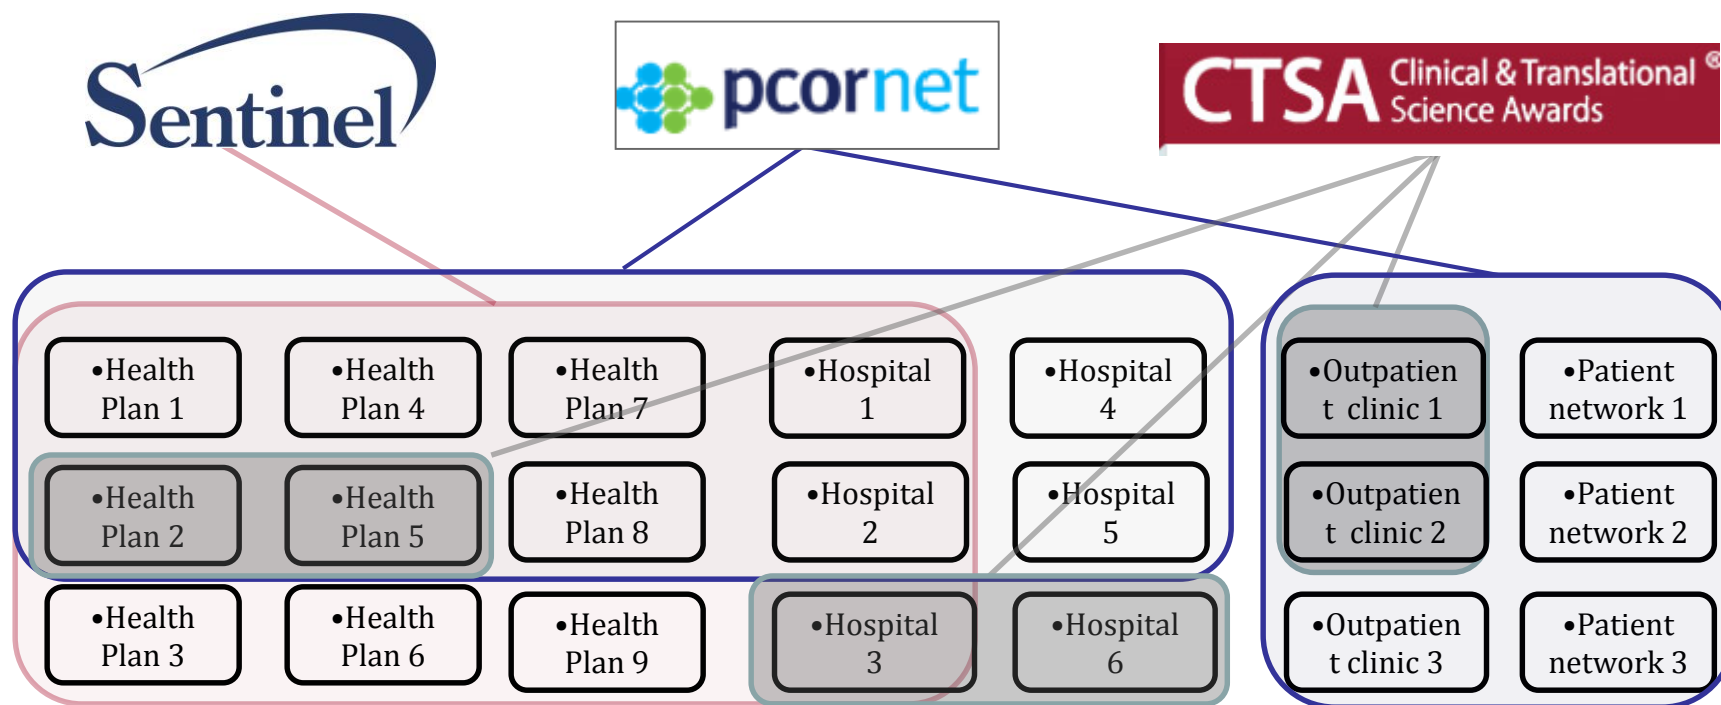 Sentinel
pcornet
CTSA Clinical & Translational ®
Science Awards
•Health
Plan 1
•Health
Plan 4
•Health
Plan 7
•Hospital
1
•Hospital
4
•Outpatien
t clinic 1
•Patient
network 1
•Health
Plan 2
•Health
Plan 5
•Health
Plan 8
•Hospital
2
•Hospital
5
•Outpatien
t clinic 2
•Patient
network 2
•Health
Plan 3
•Health
Plan 6
•Health
Plan 9
•Hospital
3
•Hospital
6
•Outpatien
t clinic 3
•Patient
network 3